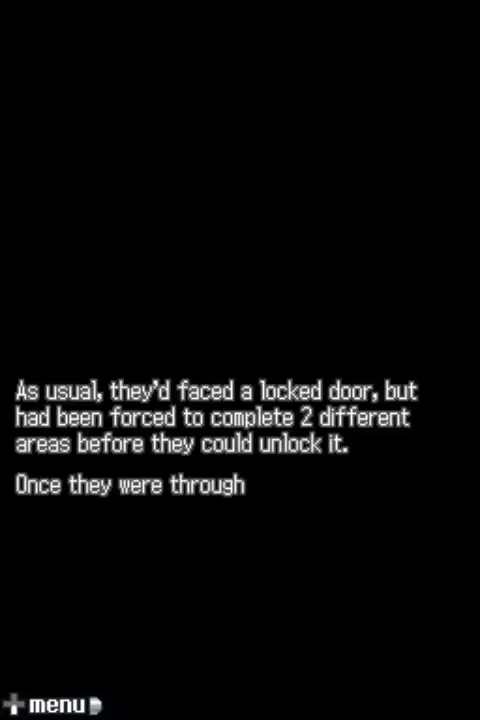 As usual, they'd faced a locked door, but
had been forced to complete 2 different
areas before they could unlock it.
Once they were through
menu